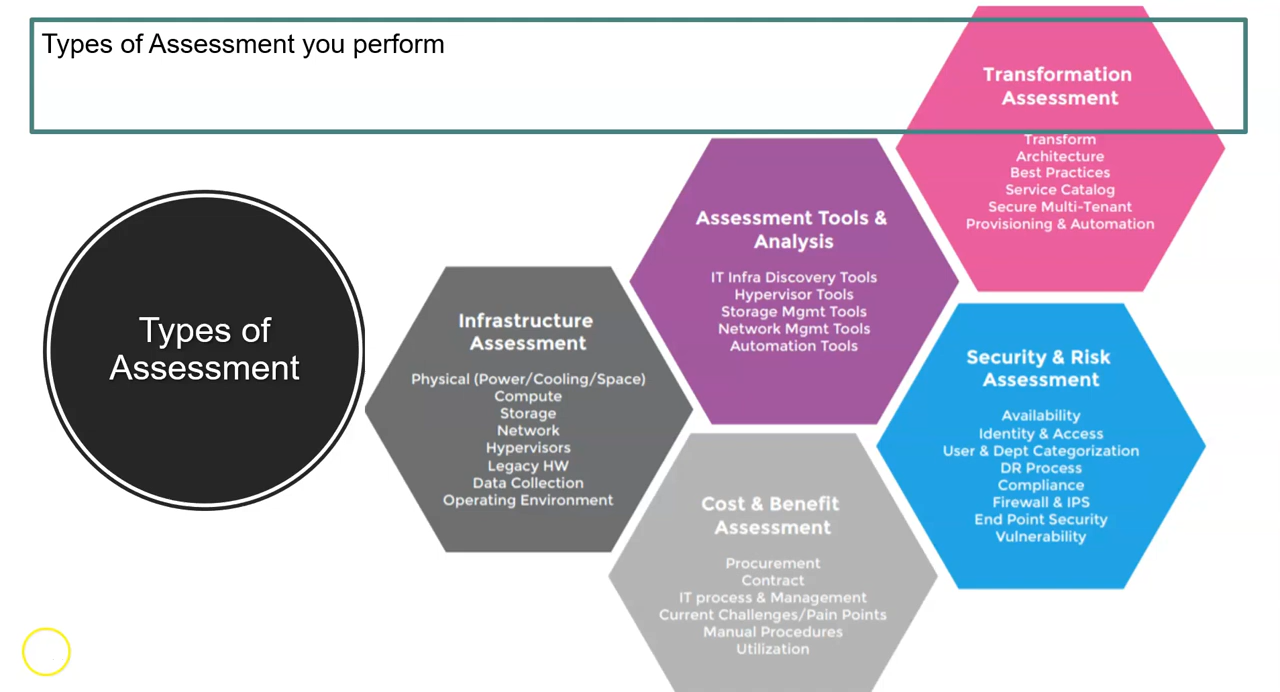 Types of Assessment you perform
Types of
Assessment
Infrastructure
Assessment
Physical (Power/Cooling/Space)
Compute
Storage
Network
Hypervisors
Legacy HW
Data Collection
Operating Environment
Assessment Tools &
Analysis
IT Infra Discovery Tools
Hypervisor Tools
Storage Mgmt Tools
Network Mgmt Tools
Automation Tools
Transformation
Assessment
Transform
Architecture
Best Practices
Service Catalog
Secure Multi-Tenant
Provisioning & Automation
Security & Risk
Assessment
Availability
Identity & Access
User & Dept Categorization
DR Process
Compliance
Firewall & IPS
End Point Security
Vulnerability
Cost & Benefit
Assessment
Procurement
Contract
IT process & Management
Current Challenges/Pain Points
Manual Procedures
Utilization